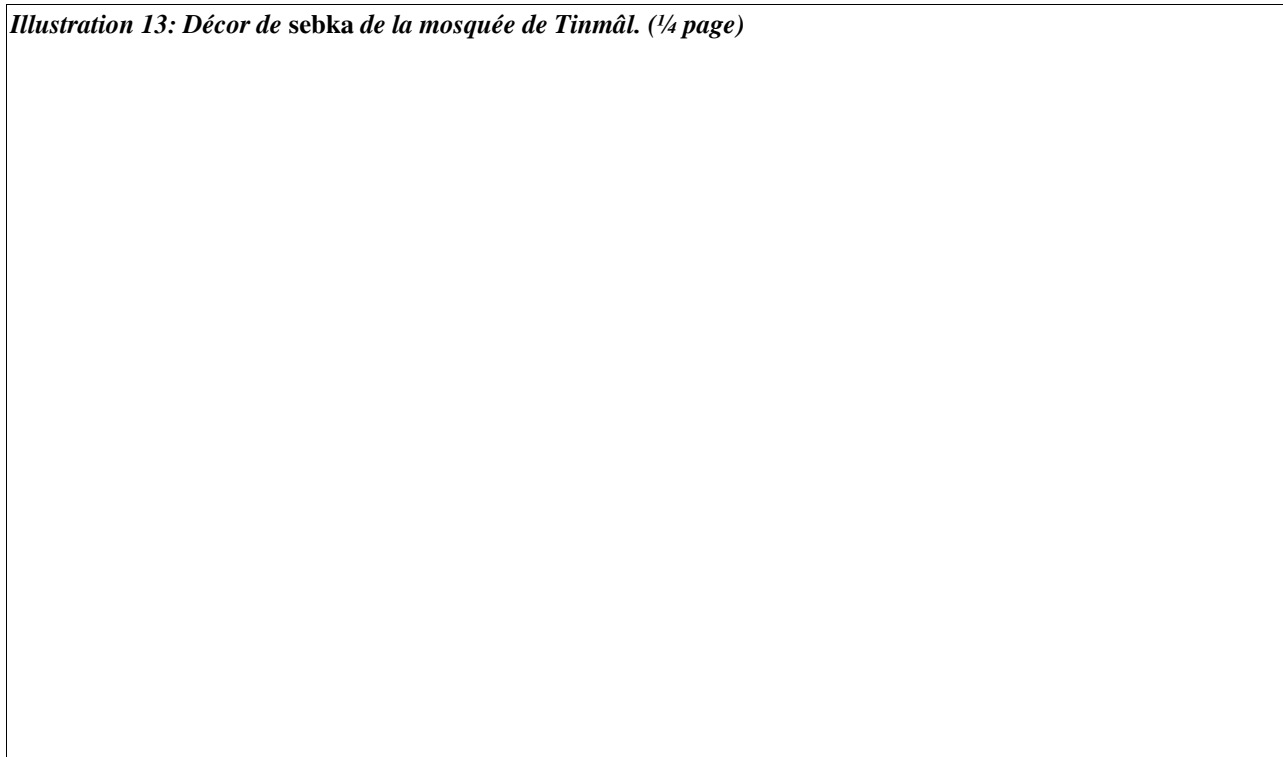 Illustration 13: Décor de sebka de la mosquée de Tinmâl. (¼ page)